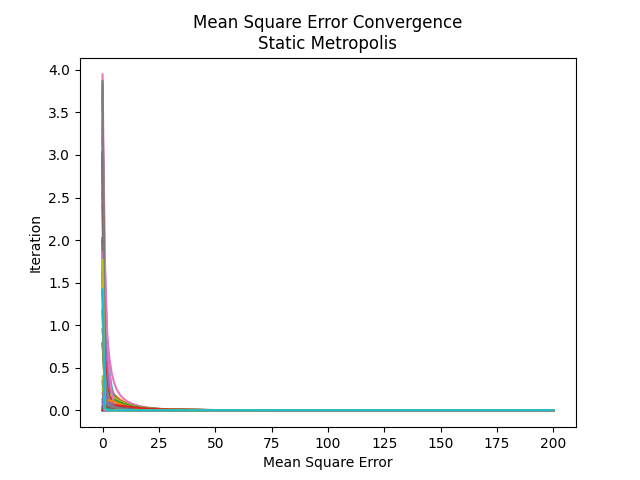 Mean Square Error Convergence
Static Metropolis
4.0
3.5
3.0
2.5
2.0
1.5
1.0
0.5
0.0
Iteration
0 25 50 75 100 125 150 175 200
Mean Square Error